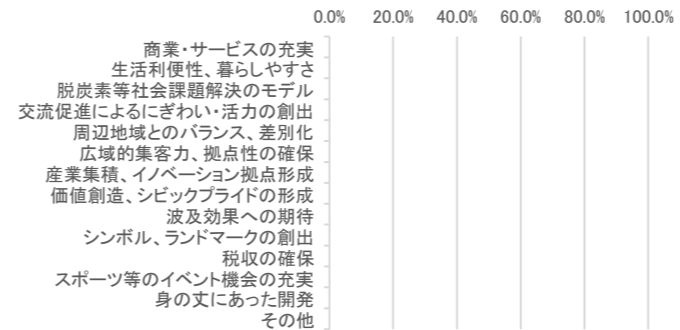 0.0% 20.0% 40.0% 60.0% 80.0% 100.0%
商業・サービスの充実
生活利便性、暮らしやすさ
脱炭素等社会課題解決のモデル
交流促進によるにぎわい・活力の創出
周辺地域とのバランス、差別化
広域的集客力、拠点性の確保
産業集積、イノベーション拠点形成
価値創造、シビックプライドの形成
波及効果への期待
シンボル、ランドマークの創出
税収の確保
スポーツ等のイベント機会の充実
身の丈にあった開発
その他